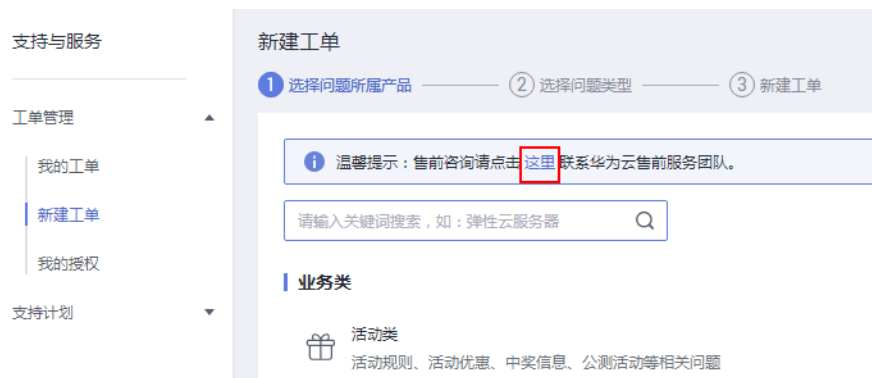 支持与服务
工单管理
我的工单
新建工单
我的授权
支持计划
新建工单
1 选择问题所属产品 2 选择问题类型 3 新建工单
温馨提示：售前咨询请点击 这里 联系华为云售前服务团队。
请输入关键词搜索，如：弹性云服务器
业务类
活动类
活动规则、活动优惠、中奖信息、公测活动等相关问题